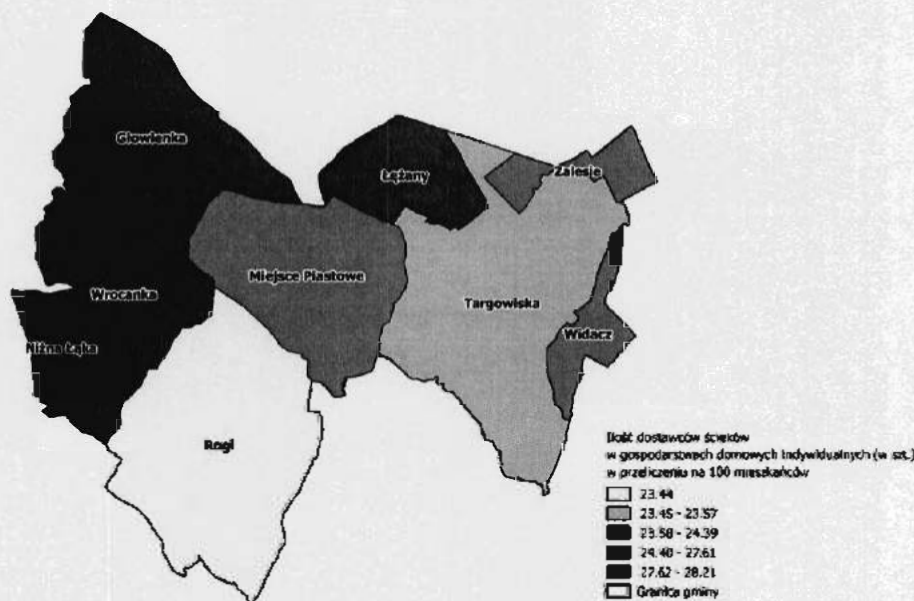 Głowienka
Łężany
Zalesie
Miejsce Piastowe
Wrocanka
Targowiska
Widacz
Niżna Łąka
Rogi
Ilość dostawców ścieków
w gospodarstwach domowych indywidualnych (w szt.)
w przeliczeniu na 100 mieszkańców
23.44
23.45 - 23.57
23.58 - 24.39
24.40 - 27.61
27.62 - 28.21
Granica gminy